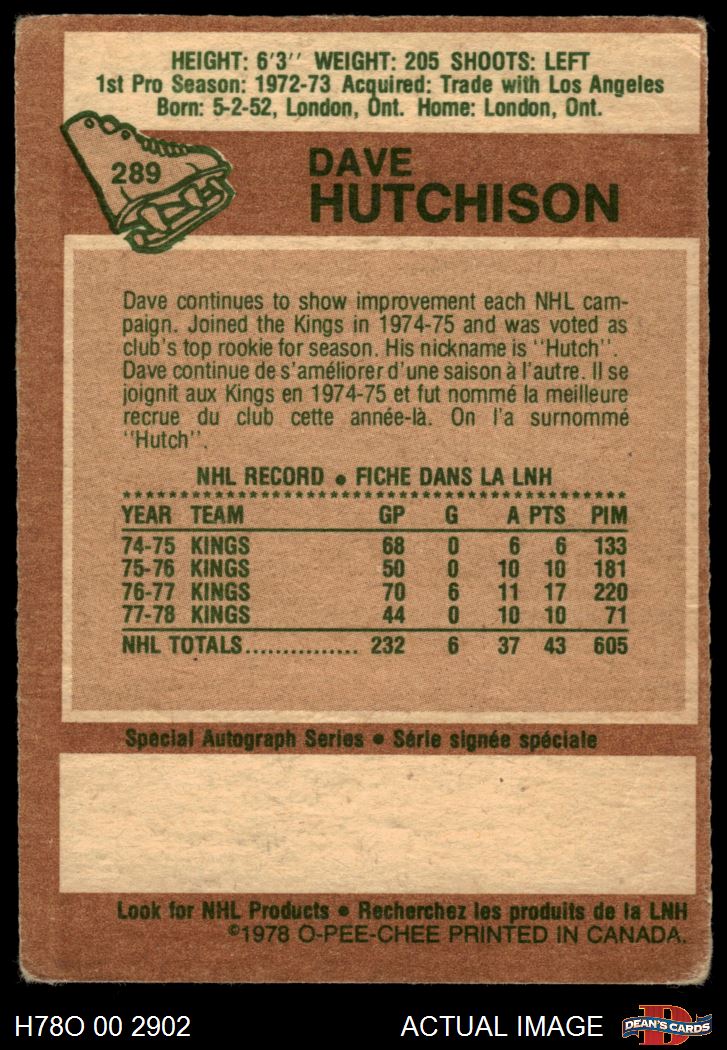 HEIGHT: 6'3'' WEIGHT: 205 SHOOTS: LEFT
1st Pro Season: 1972-73 Acquired: Trade with Los Angeles
Born: 5-2-52, London, Ont. Home: London, Ont.
289
DAVE
HUTCHISON
Dave continues to show improvement each NHL cam-
paign. Joined the Kings in 1974-75 and was voted as
club's top rookie for season. His nickname is ''Hutch''.
Dave continue de s'améliorer d'une saison à l'autre. Il se
joignit aux Kings en 1974-75 et fut nommé la meilleure
recrue du club cette année-là. On l'a surnommé
''Hutch''.
NHL RECORD • FICHE DANS LA LNH
YEAR TEAM GP G A PTS PIM
74-75 KINGS 68 0 6 6 133
75-76 KINGS 50 0 10 10 181
76-77 KINGS 70 6 11 17 220
77-78 KINGS 44 0 10 10 71
NHL TOTALS............... 232 6 37 43 605
Special Autograph Series • Série signée spéciale
Look for NHL Products • Recherchez les produits de la LNH
©1978 O-PEE-CHEE PRINTED IN CANADA.
H78O 00 2902 ACTUAL IMAGE
D
DEAN'S CARDS